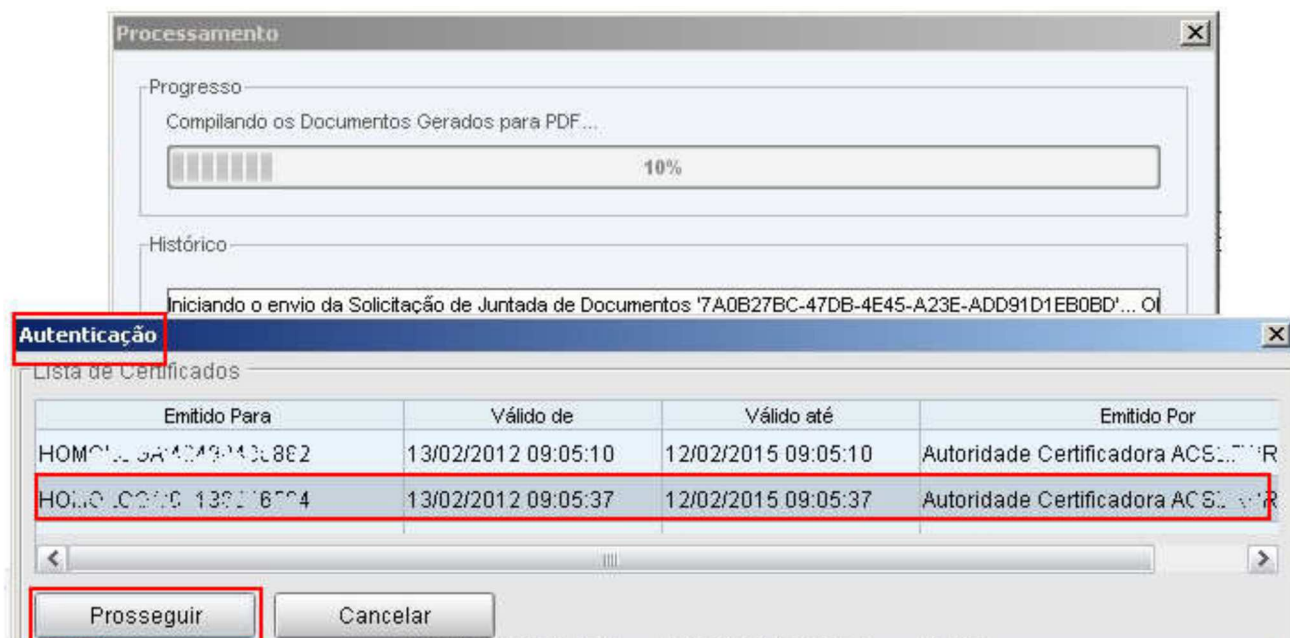 Processamento
Progresso
Compilando os Documentos Gerados para PDF...
10%
Histórico
Iniciando o envio da Solicitação de Juntada de Documentos '7A0B27BC-47DB-4E45-A23E-ADD91D1EB0BD'...
Autenticação
Lista de Certificados
Emitido Para Válido de Válido até Emitido Por
13/02/2012 09:05:10 12/02/2015 09:05:10 Autoridade Certificadora
13/02/2012 09:05:37 12/02/2015 09:05:37 Autoridade Certificadora
Prosseguir Cancelar